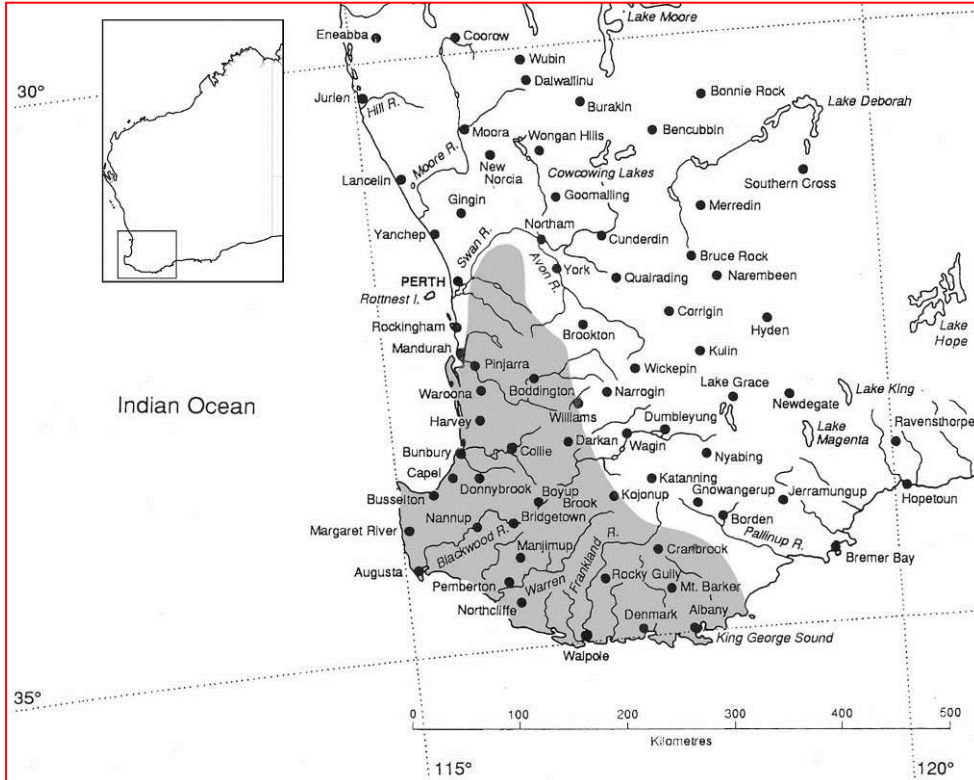 Lake Moore
Eneabba
Coorow
Wubin
Dalwallinu
30°
Jurien
Hill R.
Burakin
Bonnie Rock
Lake Deborah
Moora
Wongan Hills
Bencubbin
Moore R.
New
Norcia
Cowcowing Lakes
Southern Cross
Lancelin
Goomalling
Merredin
Gingin
Northam
Yanchep
Swan R.
Cunderdin
Bruce Rock
Avon R.
York
Quairading
Narembeen
PERTH
Rottnest I.
Corrigin
Hyden
Lake
Hope
Rockingham
Brookton
Mandurah
Kulin
Pinjarra
Wickepin
Boddington
Narrogin
Lake Grace
Newdegate
Lake King
Waroona
Indian Ocean
Williams
Dumbleyung
Lake
Magenta
Ravensthorpe
Harvey
Darkan
Wagin
Bunbury
Collie
Nyabing
Capel
Donnybrook
Katanning
Boyup
Brook
Kojonup
Gnowangerup
Jerramungup
Hopetoun
Busselton
Nannup
Bridgetown
Borden
Margaret River
Blackwood R.
Pallinup R.
Bremer Bay
Manjimup
Frankland R.
Cranbrook
Augusta
Warren
Rocky Gully
Pemberton
Mt. Barker
Northcliffe
Denmark
Albany
King George Sound
Walpole
35°
0 100 200 300 400 500
Kilometres
115°
120°